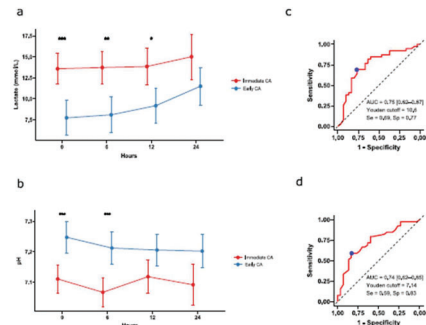 a
17,5
15,0
12,5
10,0
7,5
Lactate (mmol/L)
***
**
*
Immediate CA
Early CA
0
6
12
24
Hours
b
7,3
7,2
7,1
pH
***
***
Immediate CA
Early CA
0
6
12
24
Hours
c
1,00
0,75
0,50
0,25
0,00
Sensitivity
AUC = 0,75 [0,63–0,87]
Youden cutoff = 10,8
Se = 0,69, Sp = 0,77
1,00
0,75
0,50
0,25
0,00
1 - Specificity
d
1,00
0,75
0,50
0,25
0,00
Sensitivity
AUC = 0,74 [0,62–0,85]
Youden cutoff = 7,14
Se = 0,59, Sp = 0,83
1,00
0,75
0,50
0,25
0,00
1 - Specificity